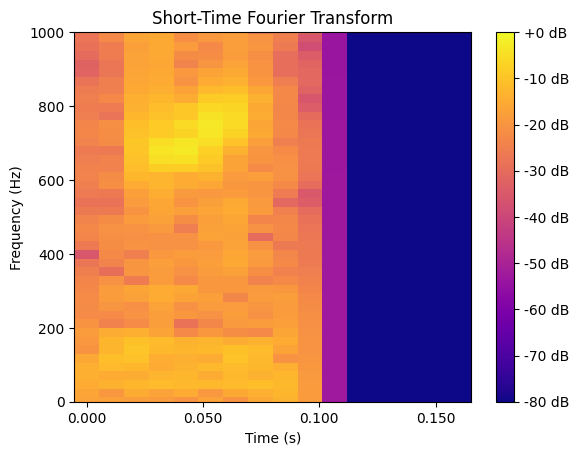 Short-Time Fourier Transform
Frequency (Hz)
1000
800
600
400
200
0
0.000
0.050
0.100
0.150
Time (s)
+0 dB
-10 dB
-20 dB
-30 dB
-40 dB
-50 dB
-60 dB
-70 dB
-80 dB